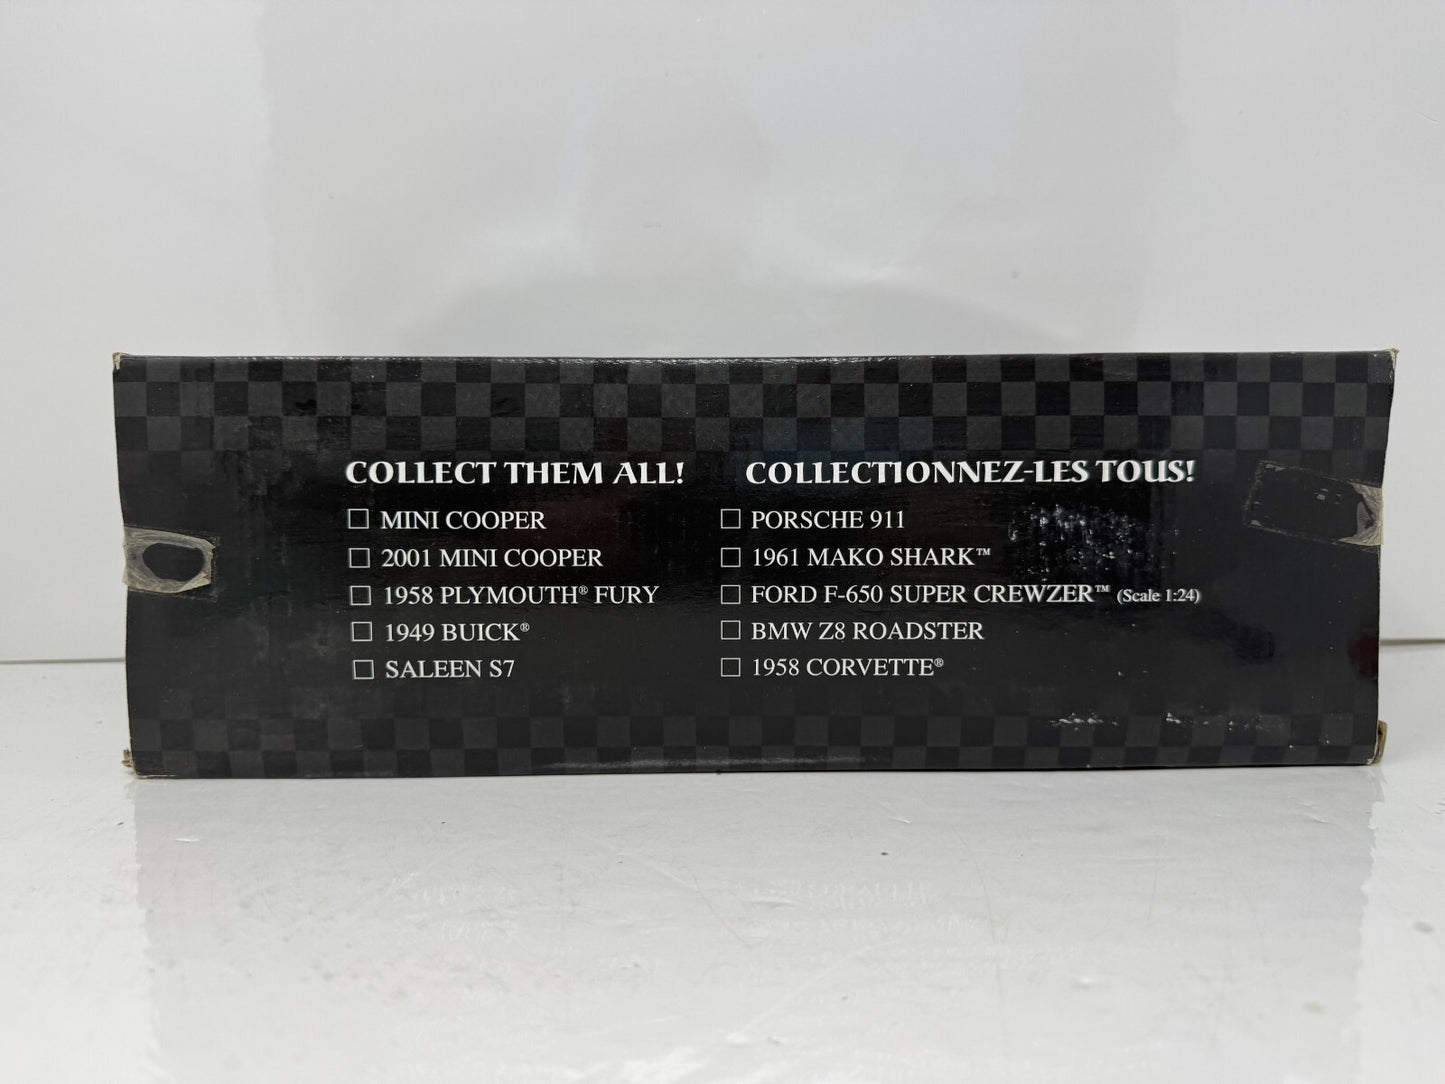 COLLECT THEM ALL!
☐ MINI COOPER
☐ 2001 MINI COOPER
☐ 1958 PLYMOUTH® FURY
☐ 1949 BUICK®
☐ SALEEN S7
COLLECTIONNEZ-LES TOUS!
☐ PORSCHE 911
☐ 1961 MAKO SHARK™
☐ FORD F-650 SUPER CREWZER™ (Scale 1:24)
☐ BMW Z8 ROADSTER
☐ 1958 CORVETTE®